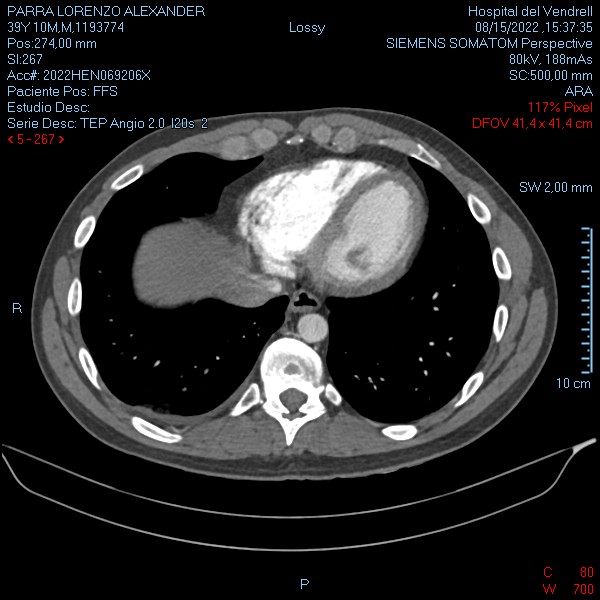 PARRA LORENZO ALEXANDER
39Y 10M,M,1193774
Pos:274,00 mm
SI:267
Acc#: 2022HEN069206X
Paciente Pos: FFS
Estudio Desc:
Serie Desc: TEP Angio 2.0 I20s 2
< 5 - 267 >
Lossy
Hospital del Vendrell
08/15/2022 ,15:37:35
SIEMENS SOMATOM Perspective
80kV, 188mAs
SC:500,00 mm
ARA
117% Pixel
DFOV 41,4 x 41,4 cm
SW 2,00 mm
R
10 cm
P
C 80
W 700